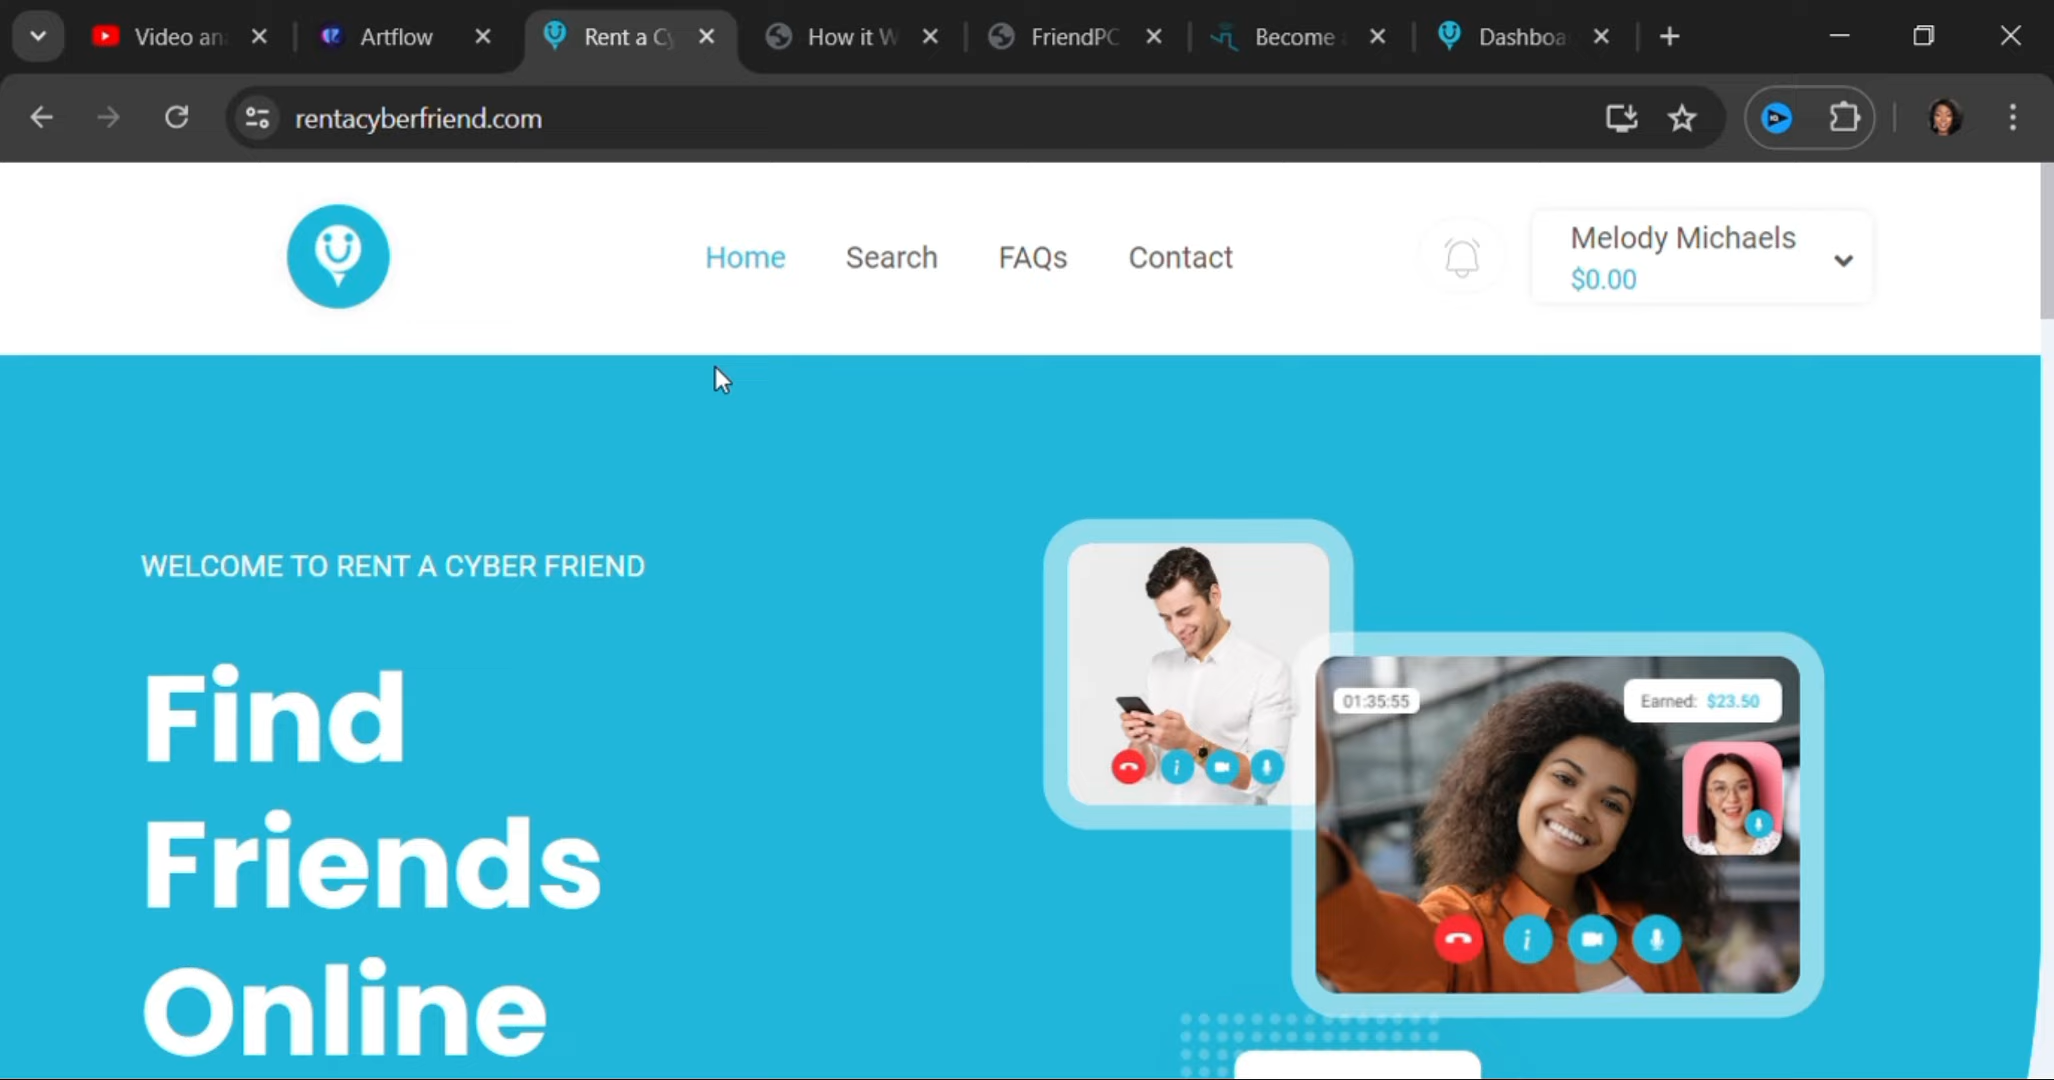 Video an
Artflow
Rent a Cy
How it W
FriendPC
Become a
Dashboa
rentacyberfriend.com
Home
Search
FAQs
Contact
Melody Michaels
$0.00
WELCOME TO RENT A CYBER FRIEND
Find
Friends
Online
01:35:55
Earned: $23.50